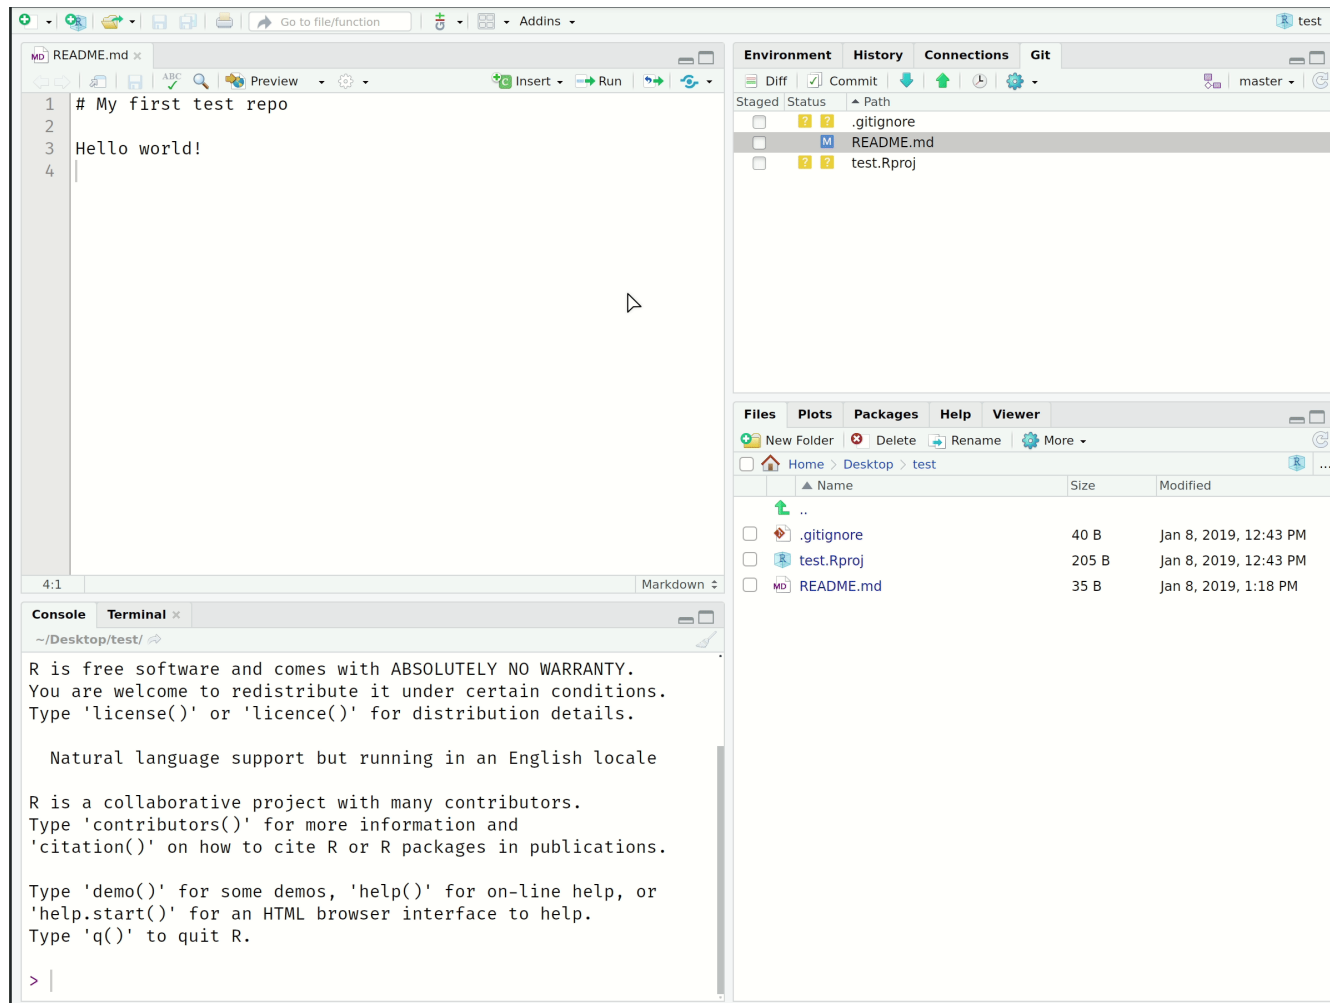 Go to file/function
Addins
test
README.md
ABC
Preview
Insert
Run
1 # My first test repo
2
3 Hello world!
4
4:1
Markdown
Console
Terminal
~/Desktop/test/
R is free software and comes with ABSOLUTELY NO WARRANTY.
You are welcome to redistribute it under certain conditions.
Type 'license()' or 'licence()' for distribution details.
Natural language support but running in an English locale
R is a collaborative project with many contributors.
Type 'contributors()' for more information and
'citation()' on how to cite R or R packages in publications.
Type 'demo()' for some demos, 'help()' for on-line help, or
'help.start()' for an HTML browser interface to help.
Type 'q()' to quit R.
>
Environment History Connections Git
Diff Commit master
Staged Status Path
? ? .gitignore
M README.md
? ? test.Rproj
Files Plots Packages Help Viewer
New Folder Delete Rename More
Home > Desktop > test ...
Name Size Modified
..
.gitignore 40 B Jan 8, 2019, 12:43 PM
test.Rproj 205 B Jan 8, 2019, 12:43 PM
MD README.md 35 B Jan 8, 2019, 1:18 PM